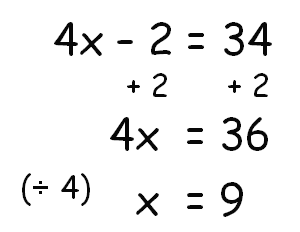 4x - 2 = 34
+ 2 + 2
4x = 36
(÷ 4) x = 9